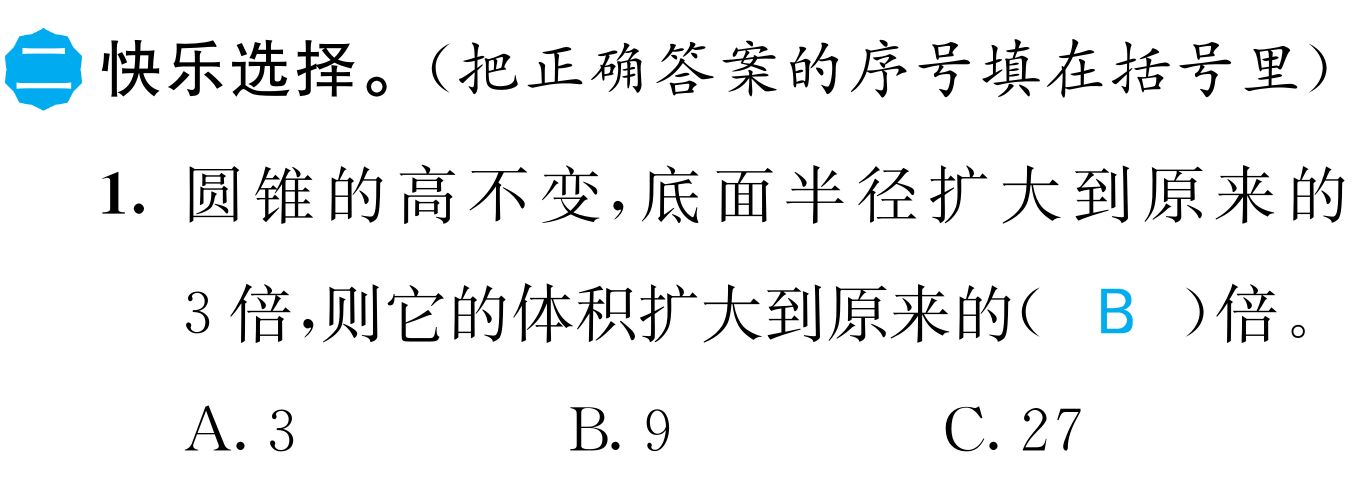 二 快乐选择。(把正确答案的序号填在括号里)
1. 圆锥的高不变,底面半径扩大到原来的
3倍,则它的体积扩大到原来的( B )倍。
A. 3 B. 9 C. 27